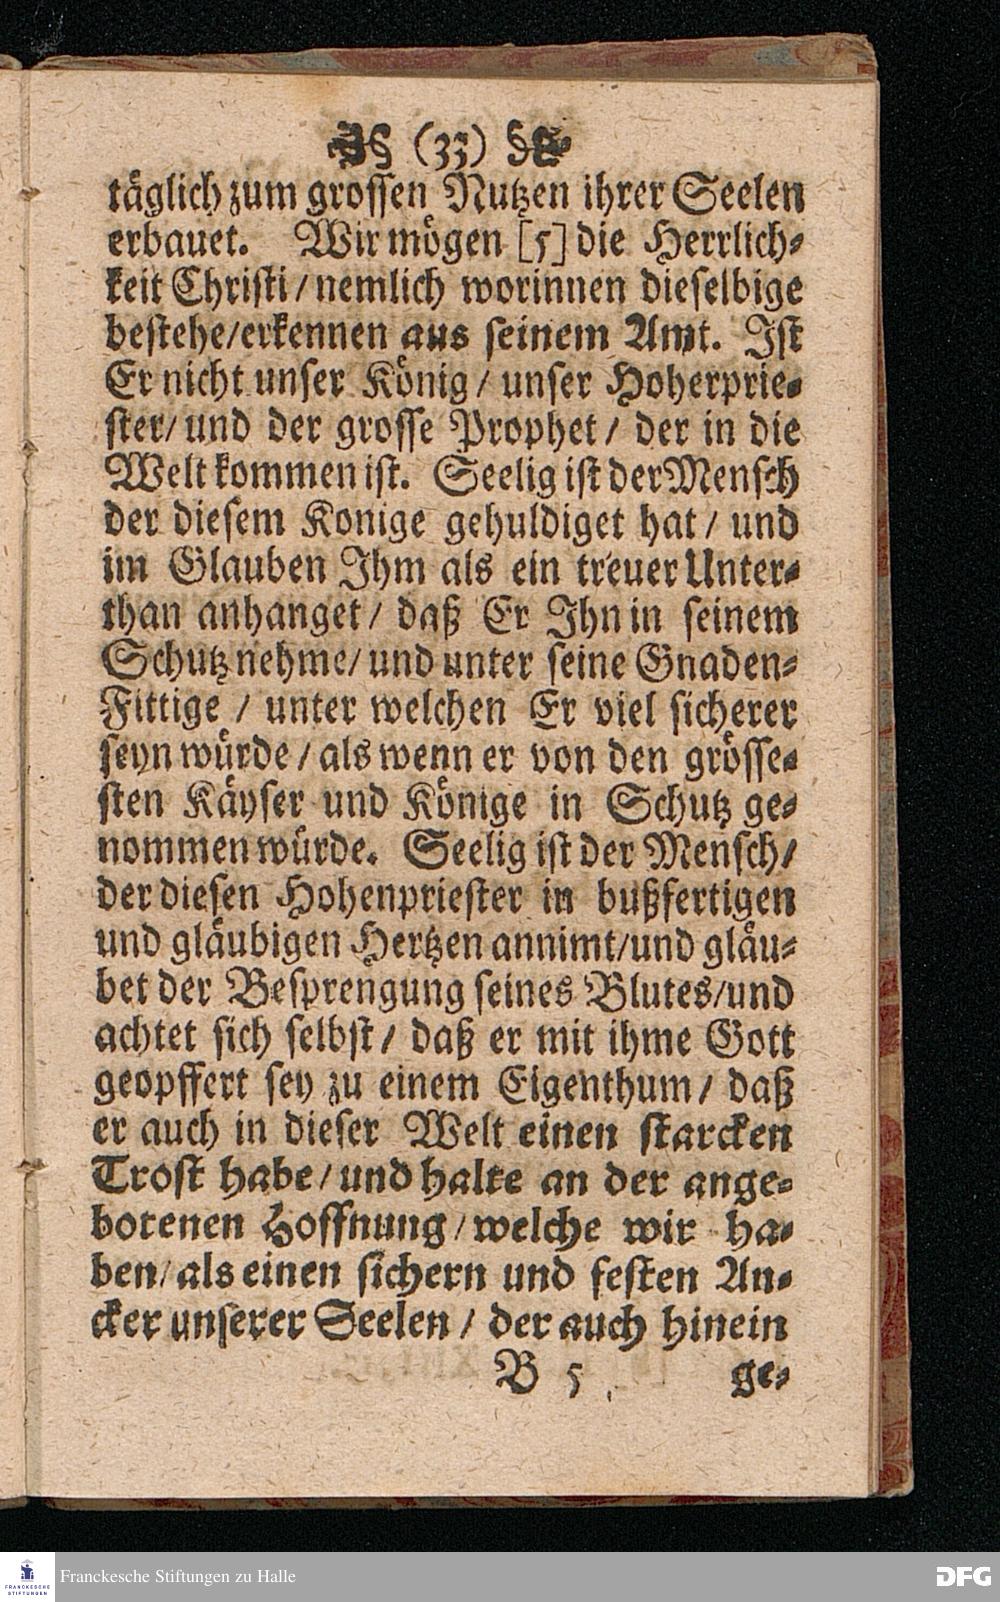 (33)
täglich zum grossen Nutzen ihrer Seelen
erbauet. Wir mögen [5] die Herrlich-
keit Christi / nemlich worinnen dieselbige
bestehe/erkennen aus seinem Amt. Ist
Er nicht unser König / unser Hoherprie-
ster/ und der grosse Prophet / der in die
Welt kommen ist. Seelig ist der Mensch
der diesem Konige gehuldiget hat / und
im Glauben Ihm als ein treuer Unter-
than anhanget / daß Er Ihn in seinem
Schutz nehme/ und unter seine Gnaden-
Fittige / unter welchen Er viel sicherer
seyn würde / als wenn er von den grösse-
sten Käyser und Könige in Schutz ge-
nommen würde. Seelig ist der Mensch/
der diesen Hohenpriester in bußfertigen
und gläubigen Hertzen annimt/und gläu-
bet der Besprengung seines Blutes/und
achtet sich selbst / daß er mit ihme Gott
geopffert sey zu einem Eigenthum / daß
er auch in dieser Welt einen starcken
Trost habe / und halte an der ange-
botenen Hoffnung / welche wir ha-
ben/ als einen sichern und festen An-
cker unserer Seelen / der auch hinein
B 5 ge-
FRANCKESCHE
STIFTUNGEN
Franckesche Stiftungen zu Halle
DFG